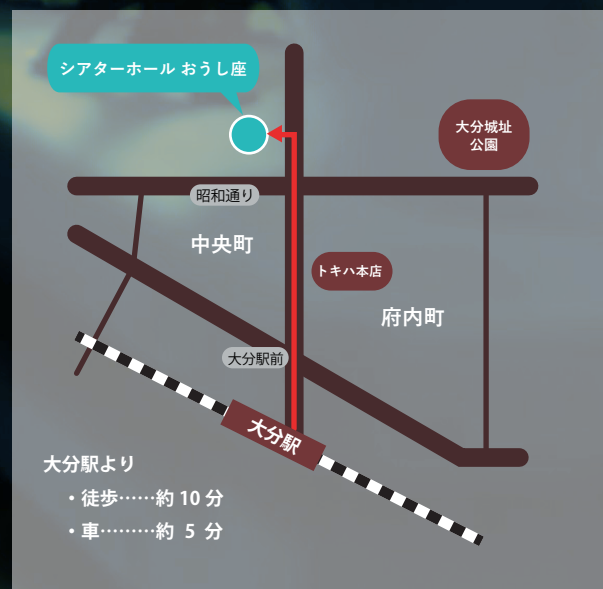 シアターホール おうし座
大分城址
公園
昭和通り
中央町
トキハ本店
府内町
大分駅前
大分駅
大分駅より
・徒歩……約 10 分
・車………約 5 分